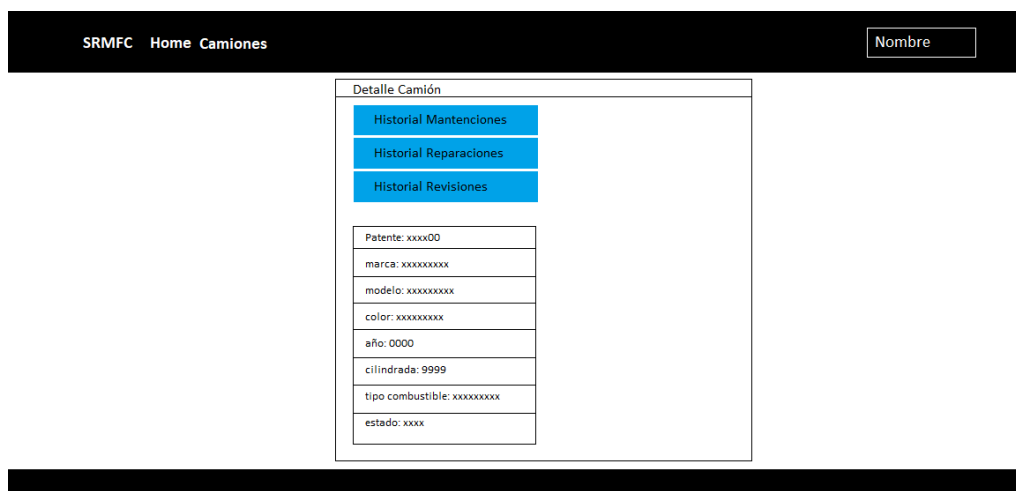 SRMFC Home Camiones Nombre
Detalle Camión
Historial Mantenciones
Historial Reparaciones
Historial Revisiones
Patente: xxxx00
marca: xxxxxxxxx
modelo: xxxxxxxxx
color: xxxxxxxxx
año: 0000
cilindrada: 9999
tipo combustible: xxxxxxxxx
estado: xxxx